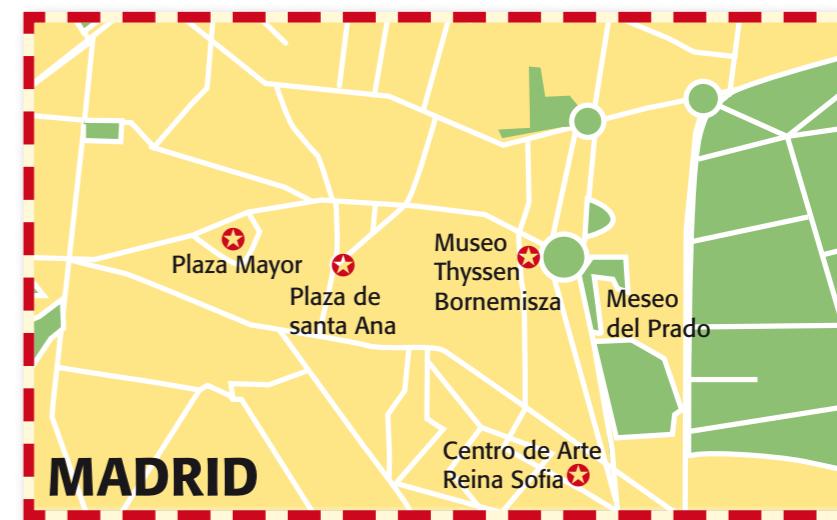 Plaza Mayor
Plaza de
santa Ana
Museo
Thyssen
Bornemisza
Meseo
del Prado
Centro de Arte
Reina Sofia
MADRID